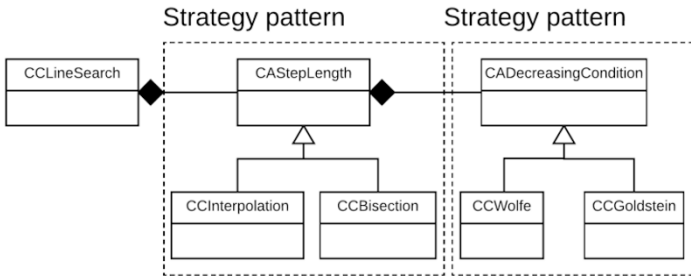 Strategy pattern
Strategy pattern
CCLineSearch
CAStepLength
CADecreasingCondition
CCInterpolation
CCBisection
CCWolfe
CCGoldstein